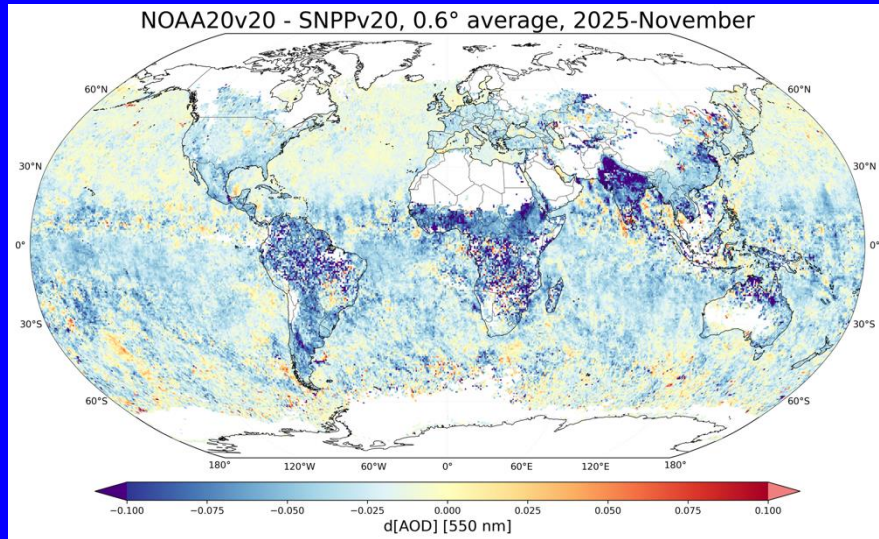 NOAA20v20 - SNPPv20, 0.6° average, 2025-November
60°N 60°N
30°N 30°N
0° 0°
30°S 30°S
60°S 60°S
180° 120°W 60°W 0° 60°E 120°E 180°
−0.100 −0.075 −0.050 −0.025 0.000 0.025 0.050 0.075 0.100
d[AOD] [550 nm]